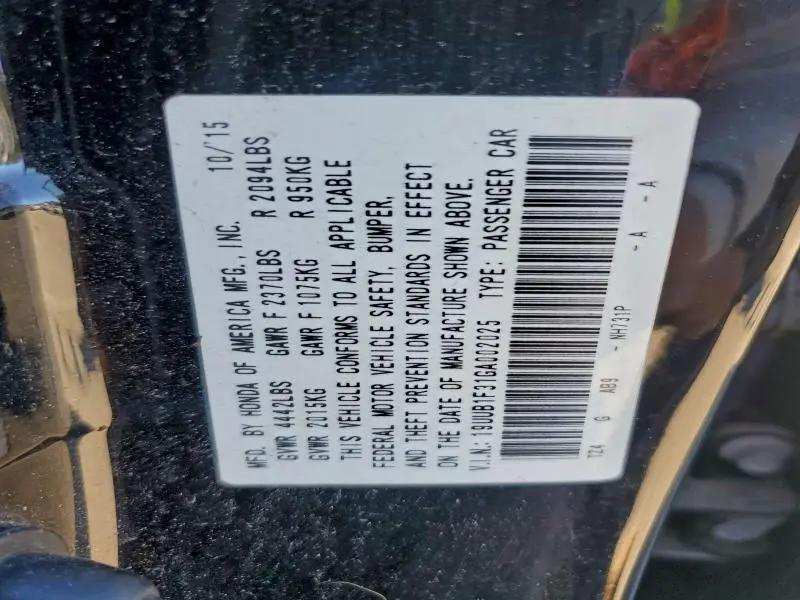 MFD. BY HONDA OF AMERICA MFG., INC. 10/'15
GVWR 4442LBS GAWR F 2370LBS R 2094LBS
GVWR 2015KG GAWR F 1075KG R 950KG
THIS VEHICLE CONFORMS TO ALL APPLICABLE
FEDERAL MOTOR VEHICLE SAFETY, BUMPER,
AND THEFT PREVENTION STANDARDS IN EFFECT
ON THE DATE OF MANUFACTURE SHOWN ABOVE.
V.I.N.: 19UUB1F31GA002025 TYPE: PASSENGER CAR
TZ4 G AB9 - NH731P - A - A